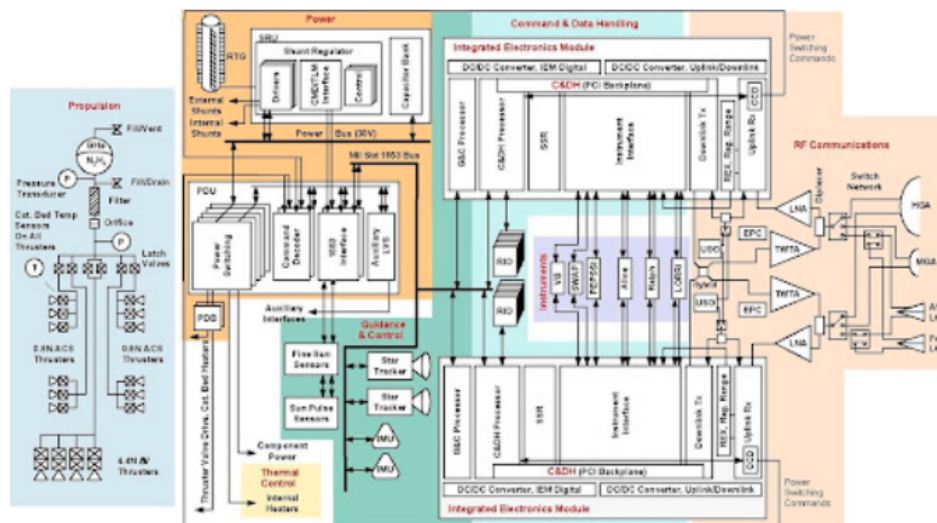 Propulsion
Fill/Vent
N2H4
Pressure
Transducer
P
Fill/Drain
Filter
Orifice
Cat. Bed Temp
Sensors
On All
Thrusters
P
T
Latch
Valves
0.8N ACS
Thrusters
0.8N ACS
Thrusters
4.4N ΔV
Thrusters
Power
RTG
SRU
Shunt Regulator
Drivers
CMD/TLM
Interface
Control
Capacitor Bank
External
Shunts
Internal
Shunts
Power Bus (30V)
Mil Std 1553 Bus
PDU
Power
Switching
Command
Decoder
1553
Interface
Auxiliary
LVS
PDB
Auxiliary
Interfaces
Thruster Valve Drive, Cat. Bed Heaters
Component
Power
Thermal
Control
Internal
Heaters
Guidance
& Control
Fine Sun
Sensors
Sun Pulse
Sensors
Star
Tracker
Star
Tracker
IMU
IMU
Command & Data Handling
Integrated Electronics Module
DC/DC Converter, IEM Digital
DC/DC Converter, Uplink/Downlink
C&DH (PCI Backplane)
G&C Processor
C&DH Processor
SSR
Instrument
Interface
Downlink Tx
REX, Reg, Range
Uplink Rx
CCD
Power
Switching
Commands
RIO
RIO
Instruments
SWAP
PEPSSI
Alice
Ralph
LORRI
RF Communications
Switch
Network
Diplexer
LNA
EPC
USO
TWTA
Hybrid
USO
TWTA
EPC
LNA
HGA
MGA
G&C Processor
C&DH Processor
SSR
Instrument
Interface
Downlink Tx
REX, Reg, Range
Uplink Rx
CCD
C&DH (PCI Backplane)
DC/DC Converter, IEM Digital
DC/DC Converter, Uplink/Downlink
Integrated Electronics Module
Power
Switching
Commands